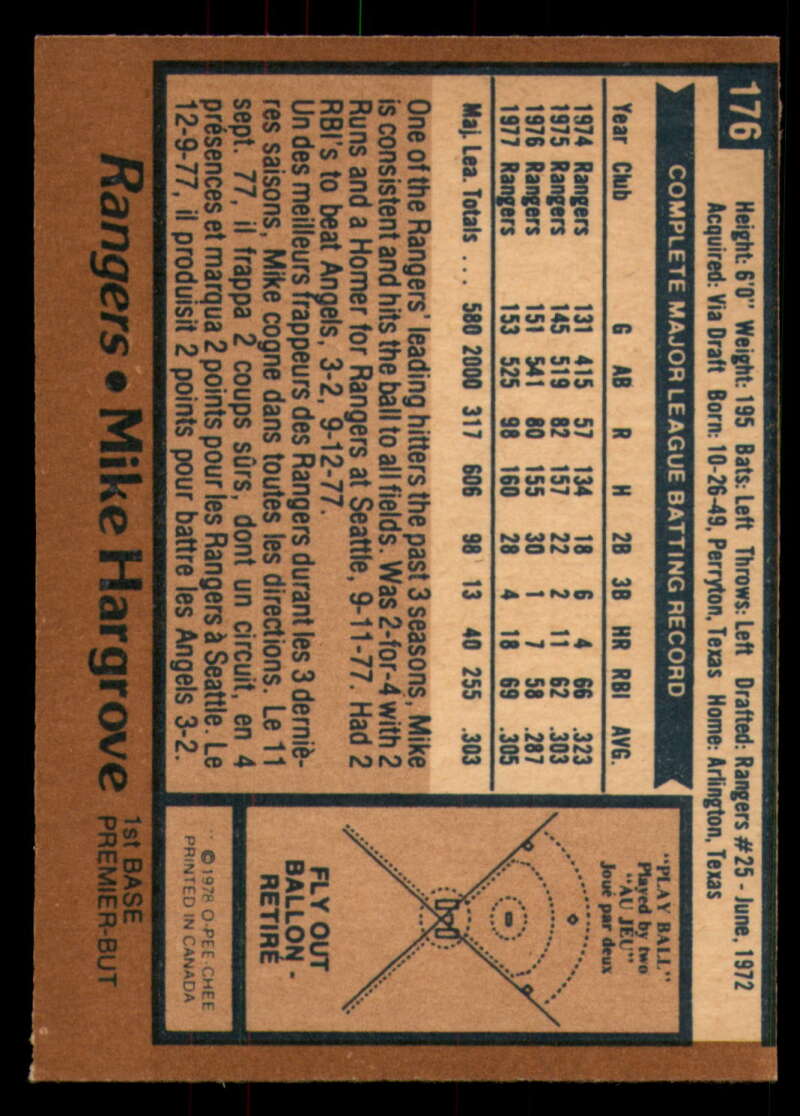 176
Height: 6'0" Weight: 195 Bats: Left Throws: Left Drafted: Rangers #25 - June, 1972
Acquired: Via Draft Born: 10-26-49, Perryton, Texas Home: Arlington, Texas
COMPLETE MAJOR LEAGUE BATTING RECORD
Year Club G AB R H 2B 3B HR RBI AVG.
1974 Rangers 131 415 57 134 18 6 4 66 .323
1975 Rangers 145 519 82 157 22 2 11 62 .303
1976 Rangers 151 541 80 155 30 1 7 58 .287
1977 Rangers 153 525 98 160 28 4 18 69 .305
Maj. Lea. Totals ... 580 2000 317 606 98 13 40 255 .303
One of the Rangers' leading hitters the past 3 seasons, Mike
is consistent and hits the ball to all fields. Was 2-for-4 with 2
Runs and a Homer for Rangers at Seattle, 9-11-77. Had 2
RBI's to beat Angels, 3-2, 9-12-77.
Un des meilleurs frappeurs des Rangers durant les 3 derniè-
res saisons, Mike cogne dans toutes les directions. Le 11
sept. 77, il frappa 2 coups sûrs, dont un circuit, en 4
présences et marqua 2 points pour les Rangers à Seattle. Le
12-9-77, il produisit 2 points pour battre les Angels 3-2.
"PLAY BALL"
Played by two
"AU JEU"
Joué par deux
FLY OUT
BALLON -
RETIRÉ
© 1978 O-PEE-CHEE
PRINTED IN CANADA
Rangers • Mike Hargrove
1st BASE
PREMIER-BUT